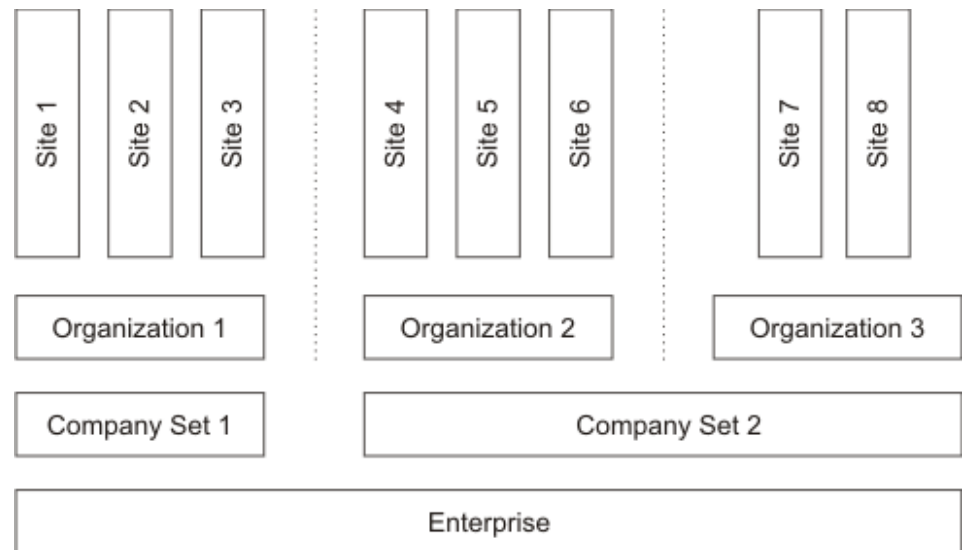 Site 1
Site 2
Site 3
Site 4
Site 5
Site 6
Site 7
Site 8
Organization 1
Organization 2
Organization 3
Company Set 1
Company Set 2
Enterprise